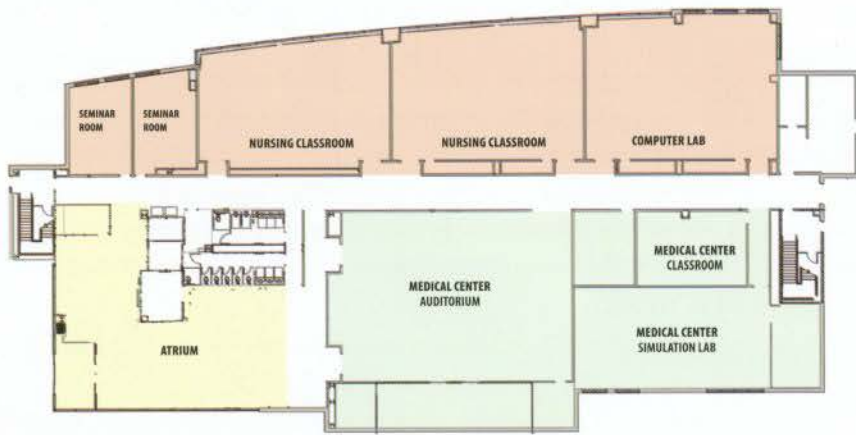 SEMINAR
ROOM
SEMINAR
ROOM
NURSING CLASSROOM
NURSING CLASSROOM
COMPUTER LAB
MEDICAL CENTER
CLASSROOM
MEDICAL CENTER
AUDITORIUM
MEDICAL CENTER
SIMULATION LAB
ATRIUM